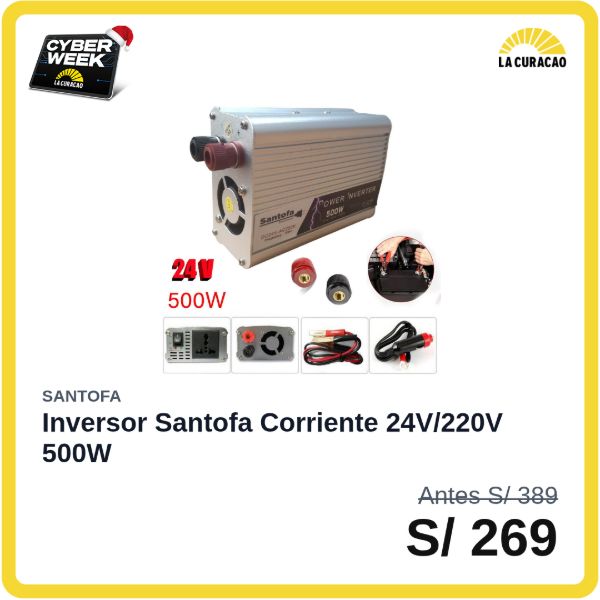 CYBER
WEEK
LA CURACAO
LA CURACAO
POWER INVERTER
500W
Santofa
24V
500W
SANTOFA
Inversor Santofa Corriente 24V/220V
500W
Antes S/ 389
S/ 269